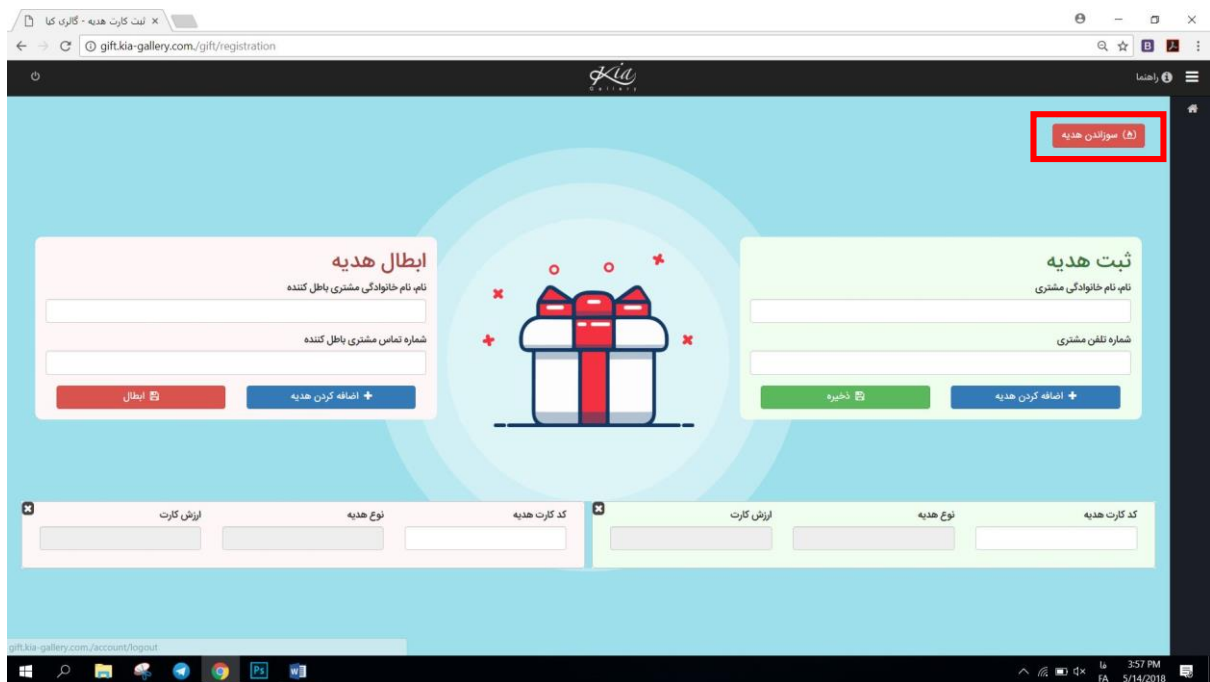 ثبت کارت هدیه - گالری کیا
gift.kia-gallery.com./gift/registration
Kia
Gallery
راهنما
سوزاندن هدیه
ثبت هدیه
نام، نام خانوادگی مشتری
شماره تلفن مشتری
اضافه کردن هدیه
ذخیره
ابطال هدیه
نام، نام خانوادگی مشتری باطل کننده
شماره تماس مشتری باطل کننده
اضافه کردن هدیه
ابطال
کد کارت هدیه نوع هدیه ارزش کارت
کد کارت هدیه نوع هدیه ارزش کارت
gift.kia-gallery.com./account/logout
Ps
فا
FA
3:57 PM
5/14/2018